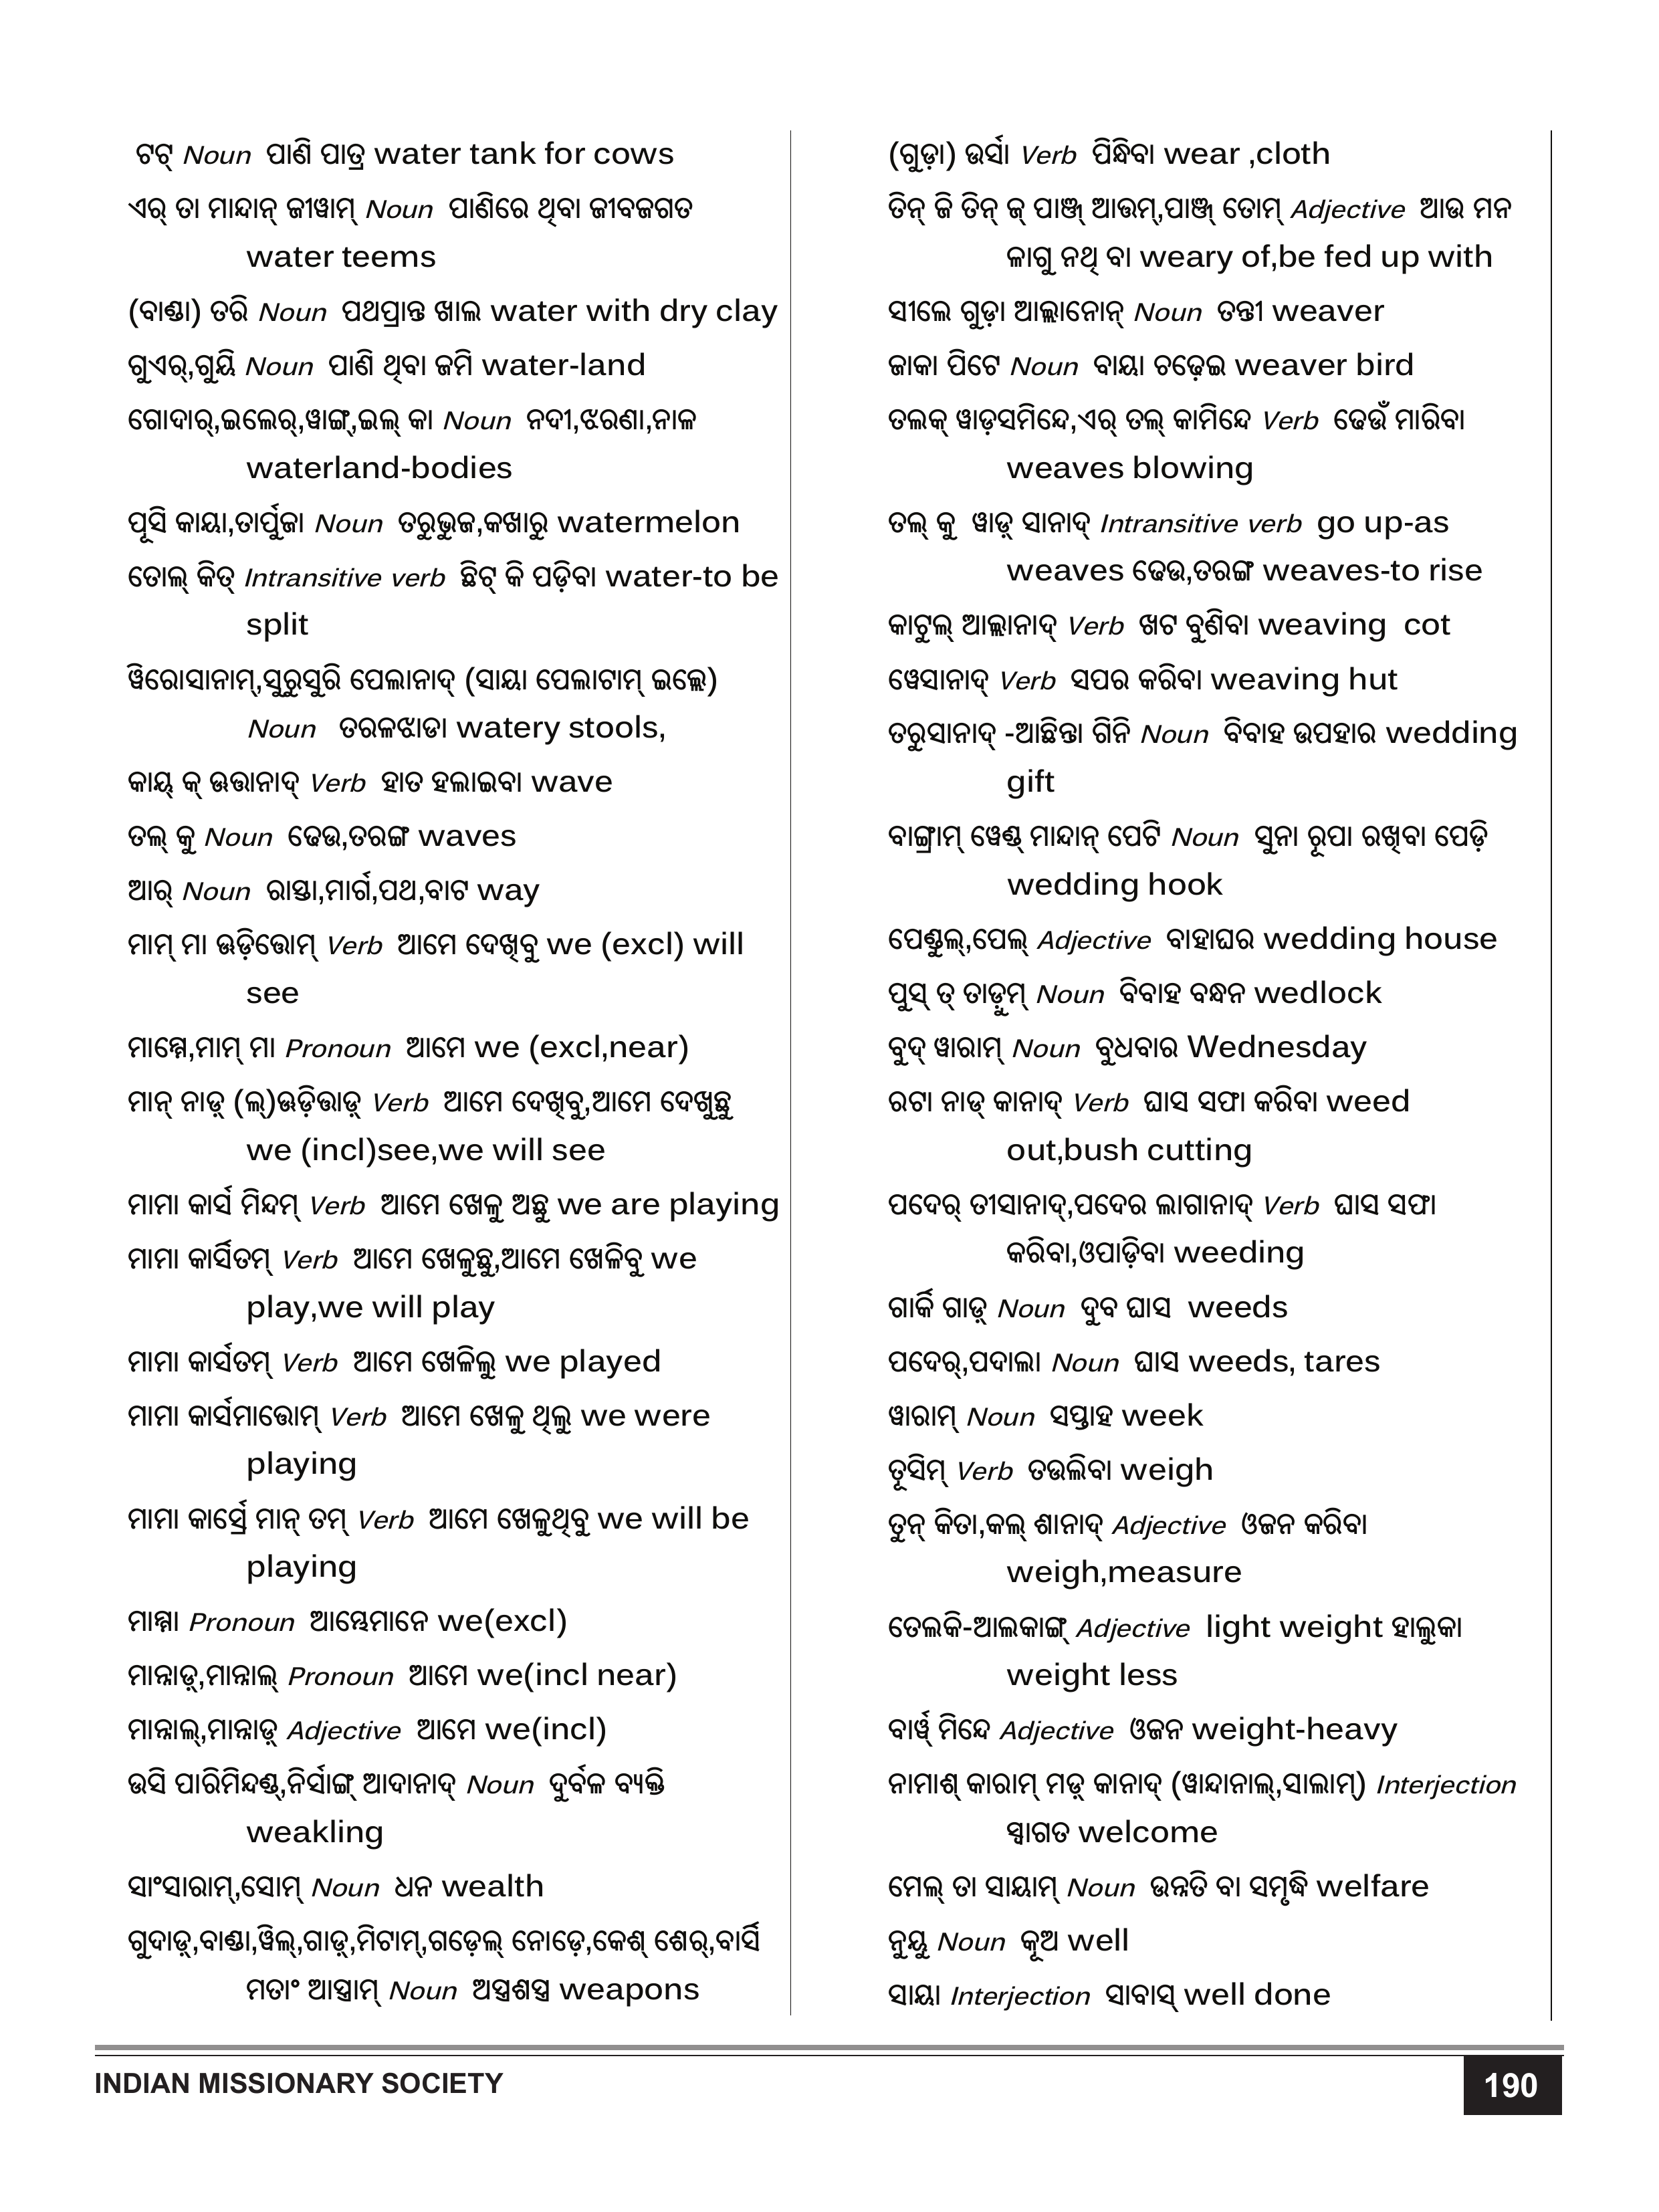 ଟଟ୍ Noun ପାଣି ପାତ୍ର water tank for cows
ଏର୍ ତା ମାନ୍ଦାନ୍ ଜୀୱାମ୍ Noun ପାଣିରେ ଥିବା ଜୀବଜଗତ
water teems
(ବାଣ୍ଡା) ତରି Noun ପଥପ୍ରାନ୍ତ ଖାଲ water with dry clay
ଗୁଏର୍,ଗୁୟି Noun ପାଣି ଥିବା ଜମି water-land
ଗୋଦାର୍,ଇଲେର୍,ୱାଙ୍ଗ୍,ଇଲ୍ କା Noun ନଦୀ,ଝରଣା,ନାଳ
waterland-bodies
ପୂସି କାୟା,ତାର୍ପୁଜା Noun ତରୁଭୁଜ,କଖାରୁ watermelon
ତୋଲ୍ କିତ୍ Intransitive verb ଛିଟ୍ କି ପଡ଼ିବା water-to be
split
ୱିରୋସାନାମ୍,ସୁରୁସୁରି ପେଲାନାଦ୍ (ସାୟା ପେଲାଟାମ୍ ଇଲ୍ଲେ)
Noun ତରଳଝାଡା watery stools,
କାୟ୍ କ୍ ଊତ୍ତାନାଦ୍ Verb ହାତ ହଲାଇବା wave
ତଲ୍ କୁ Noun ଢେଉ,ତରଙ୍ଗ waves
ଆର୍ Noun ରାସ୍ତା,ମାର୍ଗ,ପଥ,ବାଟ way
ମାମ୍ ମା ଊଡ଼ିତ୍ତୋମ୍ Verb ଆମେ ଦେଖିବୁ we (excl) will
see
ମାମ୍ମେ,ମାମ୍ ମା Pronoun ଆମେ we (excl,near)
ମାନ୍ ନାଡ଼୍ (ଲ୍)ଊଡ଼ିତ୍ତାଡ଼୍ Verb ଆମେ ଦେଖିବୁ,ଆମେ ଦେଖୁଛୁ
we (incl)see,we will see
ମାମା କାର୍ସ ମିନ୍ଦମ୍ Verb ଆମେ ଖେଳୁ ଅଛୁ we are playing
ମାମା କାର୍ସିତମ୍ Verb ଆମେ ଖେଳୁଛୁ,ଆମେ ଖେଳିବୁ we
play,we will play
ମାମା କାର୍ସତମ୍ Verb ଆମେ ଖେଳିଲୁ we played
ମାମା କାର୍ସମାତ୍ତୋମ୍ Verb ଆମେ ଖେଳୁ ଥିଲୁ we were
playing
ମାମା କାର୍ସ୍ରେ ମାନ୍ ତମ୍ Verb ଆମେ ଖେଳୁଥିବୁ we will be
playing
ମାମ୍ମା Pronoun ଆମ୍ଭେମାନେ we(excl)
ମାନ୍ନାଡ଼୍,ମାନ୍ନାଲ୍ Pronoun ଆମେ we(incl near)
ମାନ୍ନାଲ୍,ମାନ୍ନାଡ଼୍ Adjective ଆମେ we(incl)
ଉସି ପାରିମିନ୍ଦଣ୍ଡ୍,ନିର୍ସାଙ୍ଗ୍ ଆଦାନାଦ୍ Noun ଦୁର୍ବଳ ବ୍ୟକ୍ତି
weakling
ସାଂସାରାମ୍,ସୋମ୍ Noun ଧନ wealth
ଗୁଦାଡ଼୍,ବାଣ୍ଡା,ୱିଲ୍,ଗାଡ଼୍,ମିଟାମ୍,ଗଡ଼େଲ୍ ନୋଡ଼େ,କେଶ୍ ଶେର୍,ବାର୍ସି
ମତାଂ ଆସ୍ତ୍ରାମ୍ Noun ଅସ୍ତ୍ରଶସ୍ତ୍ର weapons
(ଗୁଡ଼ା) ଉର୍ସା Verb ପିନ୍ଧିବା wear ,cloth
ତିନ୍ ଜି ତିନ୍ ଜ୍ ପାଞ୍ଜ୍ ଆତ୍ତମ୍,ପାଞ୍ଜ୍ ତୋମ୍ Adjective ଆଉ ମନ
ଳାଗୁ ନଥି ବା weary of,be fed up with
ସୀଲେ ଗୁଡ଼ା ଆଲ୍ଲାନୋନ୍ Noun ତନ୍ତୀ weaver
ଜାକା ପିଟେ Noun ବାୟା ଚଢ଼େଇ weaver bird
ତଲକ୍ ୱାଡ଼ସମିନ୍ଦେ,ଏର୍ ତଲ୍ କାମିନ୍ଦେ Verb ଢେଉଁ ମାରିବା
weaves blowing
ତଲ୍ କୁ ୱାଡ଼୍ ସାନାଦ୍ Intransitive verb go up-as
weaves ଢେଉ,ତରଙ୍ଗ weaves-to rise
କାଟୁଲ୍ ଆଲ୍ଲାନାଦ୍ Verb ଖଟ ବୁଣିବା weaving cot
ୱେସାନାଦ୍ Verb ସପର କରିବା weaving hut
ତରୁସାନାଦ୍ -ଆଛିନ୍ତା ଗିନି Noun ବିବାହ ଉପହାର wedding
gift
ବାଙ୍ଗ୍ରାମ୍ ୱେଣ୍ଡ୍ ମାନ୍ଦାନ୍ ପେଟି Noun ସୁନା ରୂପା ରଖିବା ପେଡ଼ି
wedding hook
ପେଣ୍ଡୁଲ୍,ପେଲ୍ Adjective ବାହାଘର wedding house
ପୁସ୍ ତ୍ ତାଡ଼ୁମ୍ Noun ବିବାହ ବନ୍ଧନ wedlock
ବୁଦ୍ ୱାରାମ୍ Noun ବୁଧବାର Wednesday
ରଟା ନାଡ୍ କାନାଦ୍ Verb ଘାସ ସଫା କରିବା weed
out,bush cutting
ପଦେର୍ ତୀସାନାଦ୍,ପଦେର ଲାଗାନାଦ୍ Verb ଘାସ ସଫା
କରିବା,ଓପାଡ଼ିବା weeding
ଗାର୍କି ଗାଡ଼୍ Noun ଦୁବ ଘାସ weeds
ପଦେର୍,ପଦାଲା Noun ଘାସ weeds, tares
ୱାରାମ୍ Noun ସପ୍ତାହ week
ତୂସିମ୍ Verb ତଉଲିବା weigh
ତୁନ୍ କିତା,କଲ୍ ଶାନାଦ୍ Adjective ଓଜନ କରିବା
weigh,measure
ତେଲକି-ଆଲକାଙ୍ଗ୍ Adjective light weight ହାଲୁକା
weight less
ବାର୍ୱ୍ ମିନ୍ଦେ Adjective ଓଜନ weight-heavy
ନାମାଶ୍ କାରାମ୍ ମଡ଼୍ କାନାଦ୍ (ୱାନ୍ଦାନାଲ୍,ସାଲାମ୍) Interjection
ସ୍ୱାଗତ welcome
ମେଲ୍ ତା ସାୟାମ୍ Noun ଉନ୍ନତି ବା ସମୃଦ୍ଧି welfare
ନୁୟୁ Noun କୂଅ well
ସାୟା Interjection ସାବାସ୍ well done
INDIAN MISSIONARY SOCIETY
190